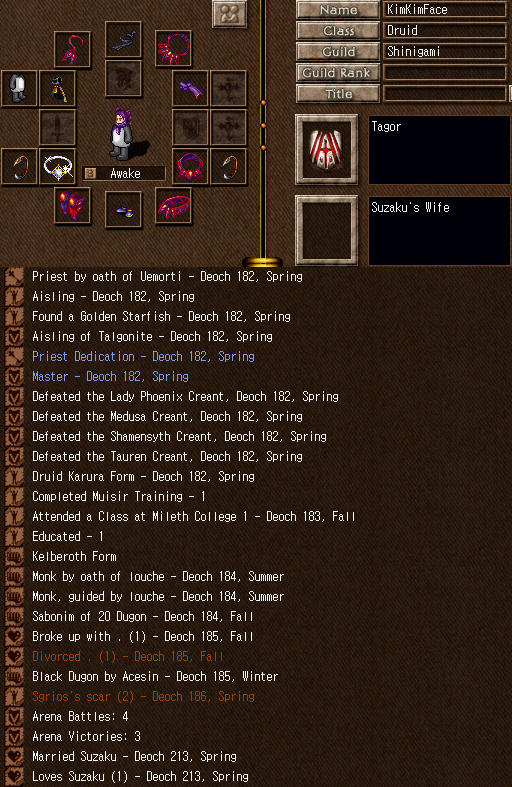 Name KimKimFace
Class Druid
Guild Shinigami
Guild Rank
Title
Tagor
Awake
Suzaku's Wife
Priest by oath of Uemorti - Deoch 182, Spring
Aisling - Deoch 182, Spring
Found a Golden Starfish - Deoch 182, Spring
Aisling of Talgonite - Deoch 182, Spring
Priest Dedication - Deoch 182, Spring
Master - Deoch 182, Spring
Defeated the Lady Phoenix Creant, Deoch 182, Spring
Defeated the Medusa Creant, Deoch 182, Spring
Defeated the Shamensyth Creant, Deoch 182, Spring
Defeated the Tauren Creant, Deoch 182, Spring
Druid Karura Form - Deoch 182, Spring
Completed Muisir Training - 1
Attended a Class at Mileth College 1 - Deoch 183, Fall
Educated - 1
Kelberoth Form
Monk by oath of Iouche - Deoch 184, Summer
Monk, guided by Iouche - Deoch 184, Summer
Sabonim of 20 Dugon - Deoch 184, Fall
Broke up with . (1) - Deoch 185, Fall
Divorced . (1) - Deoch 185, Fall
Black Dugon by Acesin - Deoch 185, Winter
Sgrios's scar (2) - Deoch 186, Spring
Arena Battles: 4
Arena Victories: 3
Married Suzaku - Deoch 213, Spring
Loves Suzaku (1) - Deoch 213, Spring